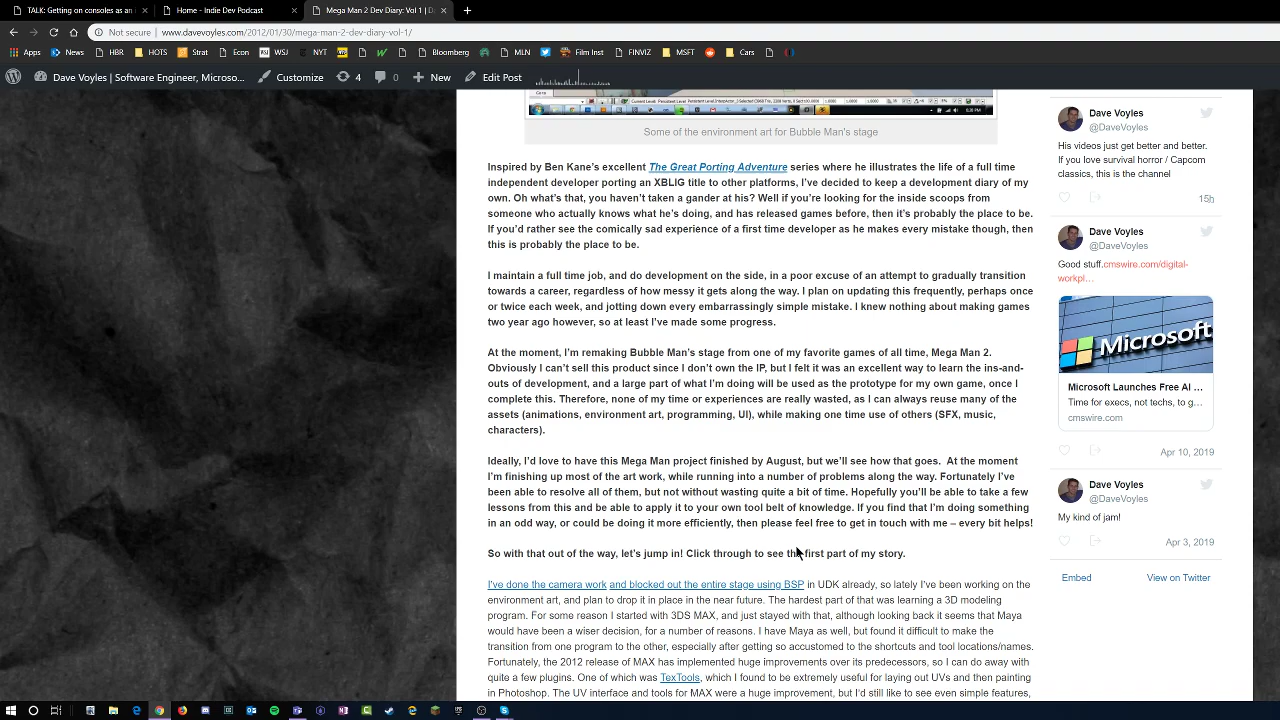 TALK: Getting on consoles as an
Home - Indie Dev Podcast
Mega Man 2 Dev Diary: Vol 1 | D
Not secure | www.davevoyles.com/2012/01/30/mega-man-2-dev-diary-vol-1/
Apps News HBR HOTS Strat Econ WSJ NYT Bloomberg MLN Film Inst FINVIZ MSFT Cars
Dave Voyles | Software Engineer, Microso... Customize 4 0 New Edit Post
Some of the environment art for Bubble Man's stage
Inspired by Ben Kane's excellent The Great Porting Adventure series where he illustrates the life of a full time
independent developer porting an XBLIG title to other platforms, I've decided to keep a development diary of my
own. Oh what's that, you haven't taken a gander at his? Well if you're looking for the inside scoops from
someone who actually knows what he's doing, and has released games before, then it's probably the place to be.
If you'd rather see the comically sad experience of a first time developer as he makes every mistake though, then
this is probably the place to be.
I maintain a full time job, and do development on the side, in a poor excuse of an attempt to gradually transition
towards a career, regardless of how messy it gets along the way. I plan on updating this frequently, perhaps once
or twice each week, and jotting down every embarrassingly simple mistake. I knew nothing about making games
two year ago however, so at least I've made some progress.
At the moment, I'm remaking Bubble Man's stage from one of my favorite games of all time, Mega Man 2.
Obviously I can't sell this product since I don't own the IP, but I felt it was an excellent way to learn the ins-and-
outs of development, and a large part of what I'm doing will be used as the prototype for my own game, once I
complete this. Therefore, none of my time or experiences are really wasted, as I can always reuse many of the
assets (animations, environment art, programming, UI), while making one time use of others (SFX, music,
characters).
Ideally, I'd love to have this Mega Man project finished by August, but we'll see how that goes. At the moment
I'm finishing up most of the art work, while running into a number of problems along the way. Fortunately I've
been able to resolve all of them, but not without wasting quite a bit of time. Hopefully you'll be able to take a few
lessons from this and be able to apply it to your own tool belt of knowledge. If you find that I'm doing something
in an odd way, or could be doing it more efficiently, then please feel free to get in touch with me – every bit helps!
So with that out of the way, let's jump in! Click through to see the first part of my story.
I've done the camera work and blocked out the entire stage using BSP in UDK already, so lately I've been working on the
environment art, and plan to drop it in place in the near future. The hardest part of that was learning a 3D modeling
program. For some reason I started with 3DS MAX, and just stayed with that, although looking back it seems that Maya
would have been a wiser decision, for a number of reasons. I have Maya as well, but found it difficult to make the
transition from one program to the other, especially after getting so accustomed to the shortcuts and tool locations/names.
Fortunately, the 2012 release of MAX has implemented huge improvements over its predecessors, so I can do away with
quite a few plugins. One of which was TexTools, which I found to be extremely useful for laying out UVs and then painting
in Photoshop. The UV interface and tools for MAX were a huge improvement, but I'd still like to see even simple features,
Dave Voyles
@DaveVoyles
His videos just get better and better.
If you love survival horror / Capcom
classics, this is the channel
15h
Dave Voyles
@DaveVoyles
Good stuff.cmswire.com/digital-
workpl…
Microsoft
Microsoft Launches Free AI ...
Time for execs, not techs, to g...
cmswire.com
Apr 10, 2019
Dave Voyles
@DaveVoyles
My kind of jam!
Apr 3, 2019
Embed
View on Twitter